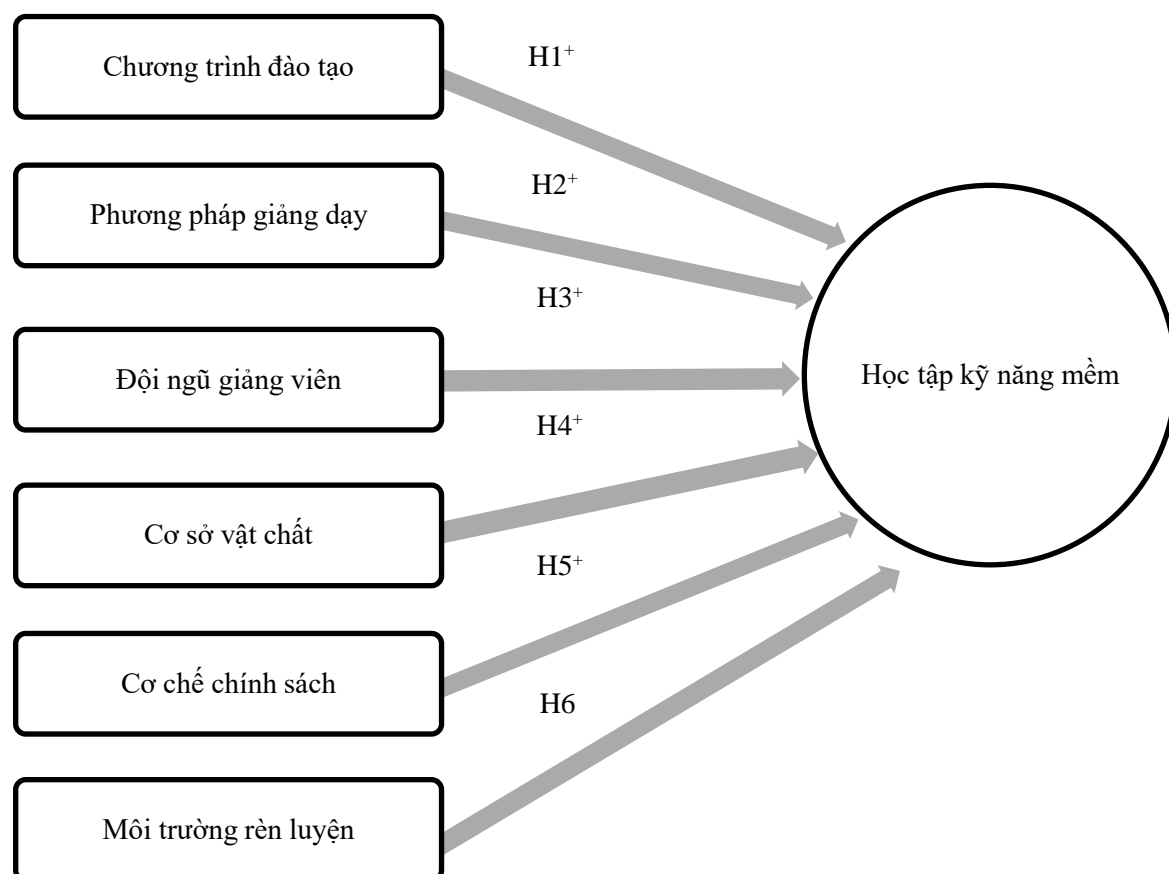 Chương trình đào tạo
H1⁺
Phương pháp giảng dạy
H2⁺
H3⁺
Đội ngũ giảng viên
Học tập kỹ năng mềm
H4⁺
Cơ sở vật chất
H5⁺
Cơ chế chính sách
H6
Môi trường rèn luyện